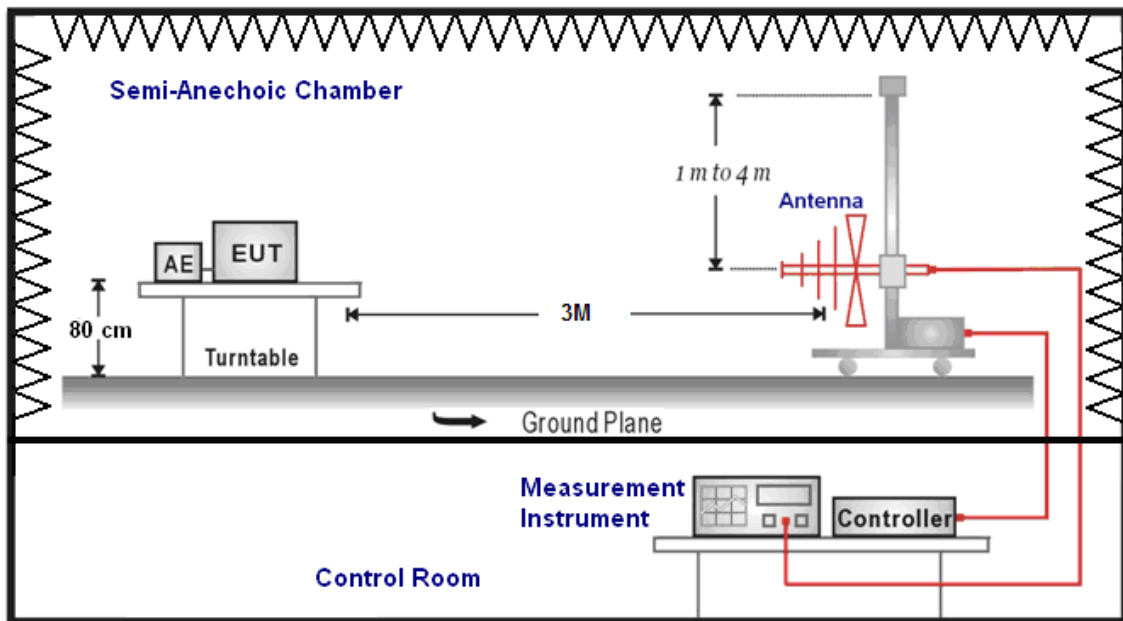 Semi-Anechoic Chamber
1 m to 4 m
Antenna
AE
EUT
80 cm
3M
Turntable
Ground Plane
Measurement
Instrument
Controller
Control Room